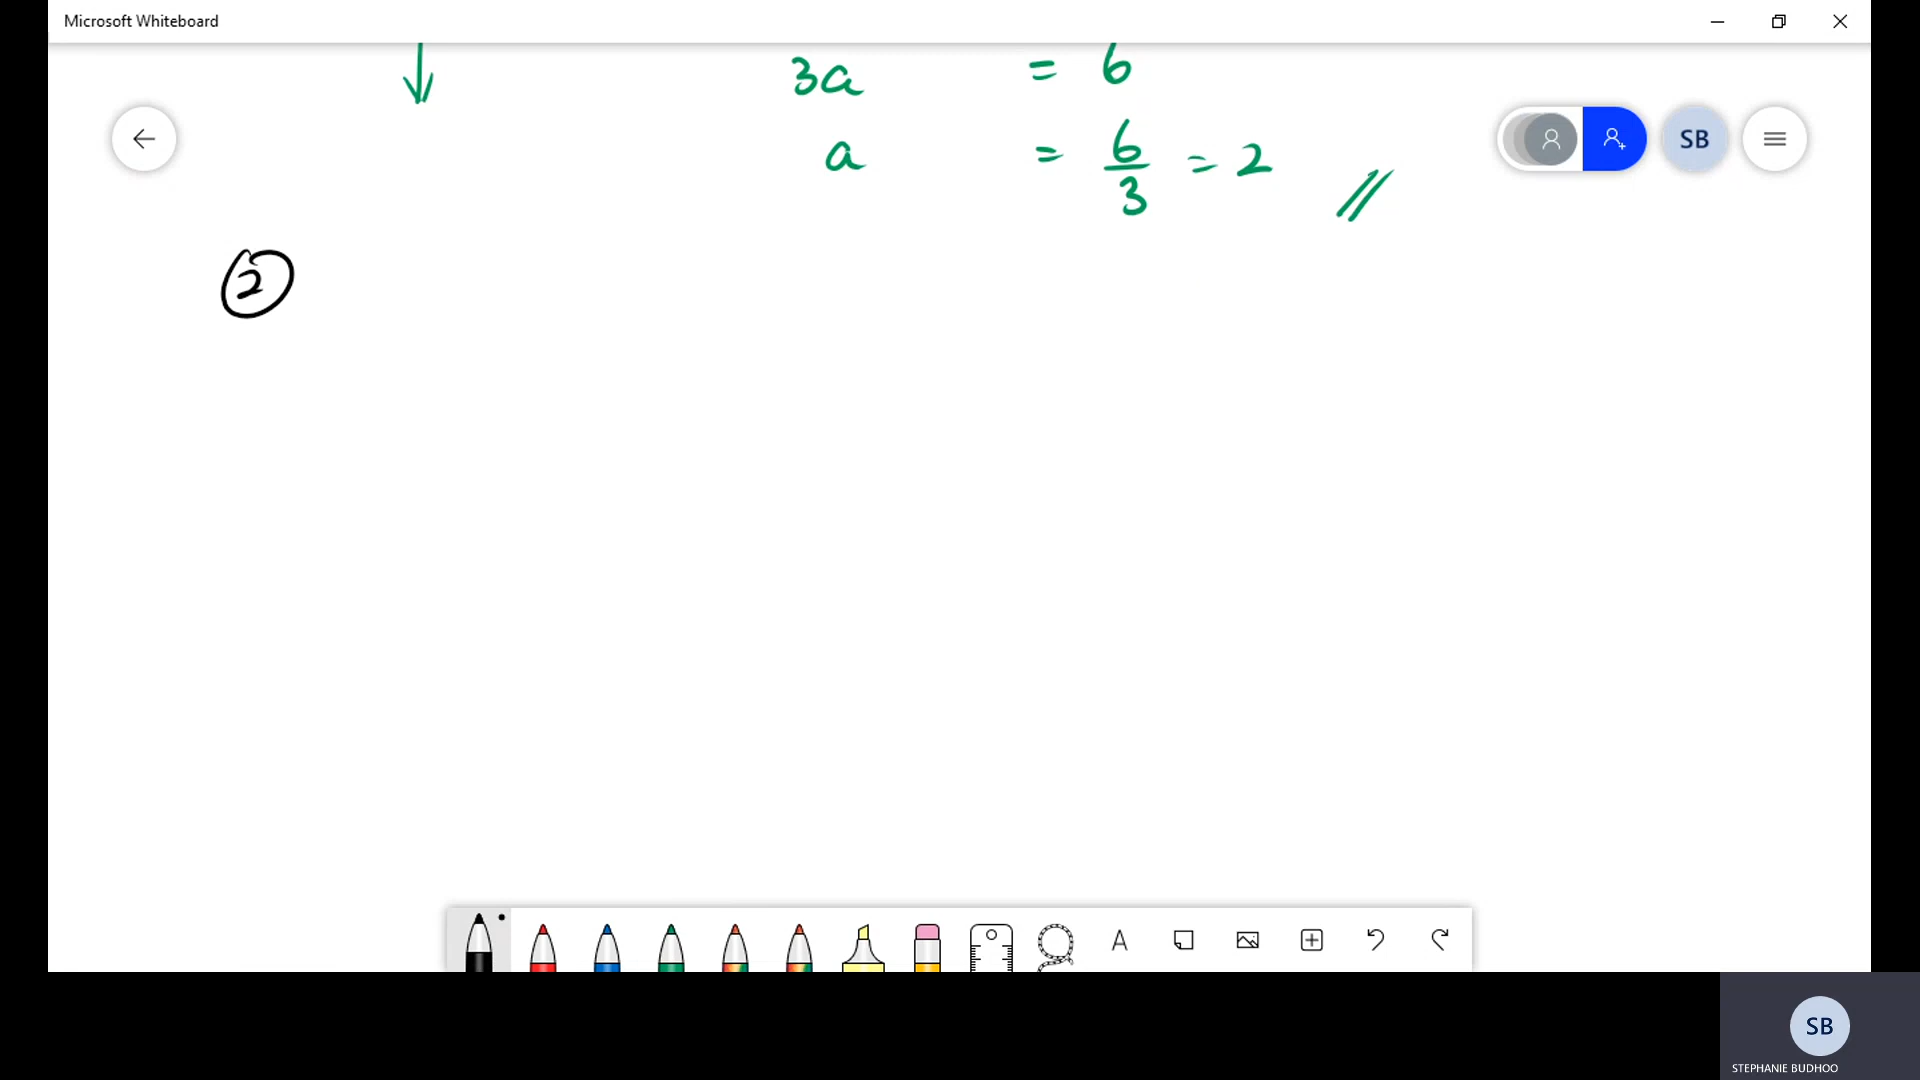 Microsoft Whiteboard
3a = 6
SB
a = 6/3 = 2 //
②
A
SB
STEPHANIE BUDHOO